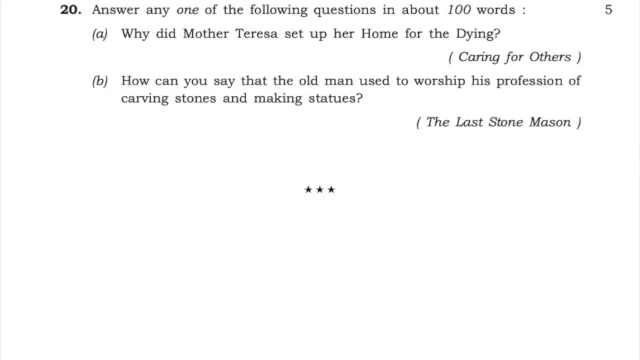 20. Answer any one of the following questions in about 100 words : 5
(a) Why did Mother Teresa set up her Home for the Dying?
( Caring for Others )
(b) How can you say that the old man used to worship his profession of
carving stones and making statues?
( The Last Stone Mason )
★ ★ ★